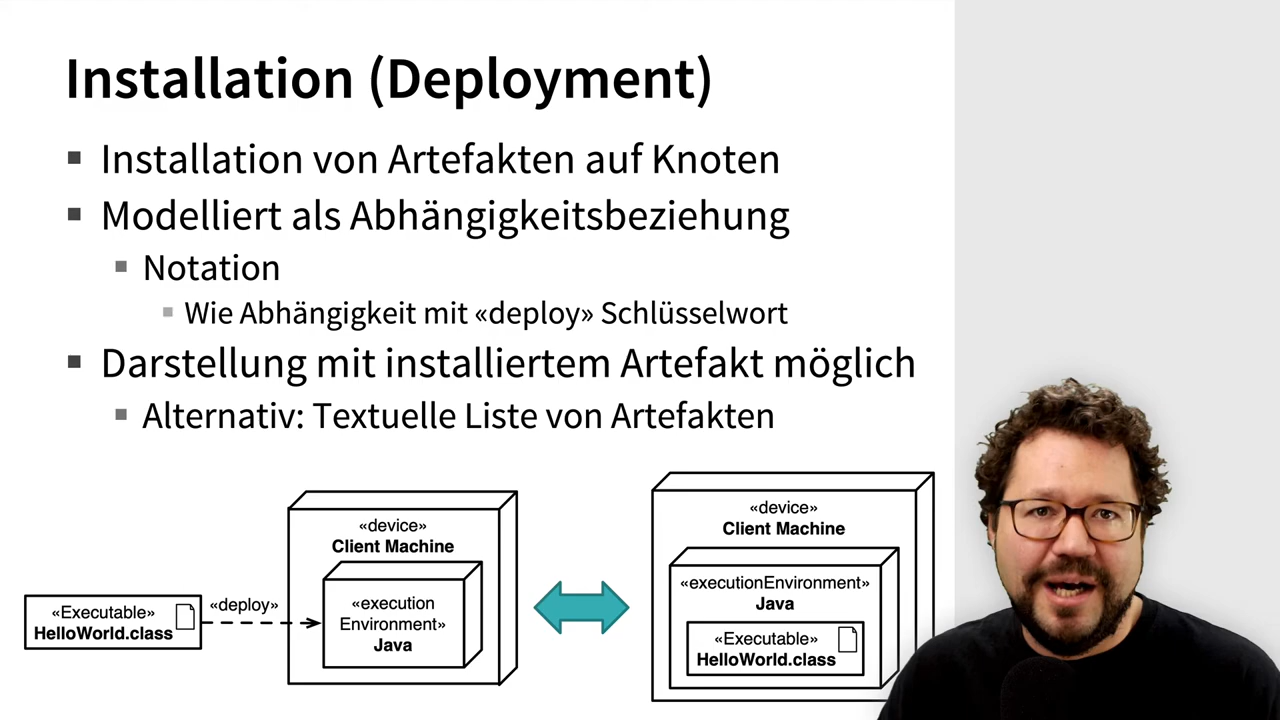 Installation (Deployment)
Installation von Artefakten auf Knoten
Modelliert als Abhängigkeitsbeziehung
Notation
Wie Abhängigkeit mit «deploy» Schlüsselwort
Darstellung mit installiertem Artefakt möglich
Alternativ: Textuelle Liste von Artefakten
«Executable»
HelloWorld.class
«deploy»
«device»
Client Machine
«execution
Environment»
Java
«device»
Client Machine
«executionEnvironment»
Java
«Executable»
HelloWorld.class